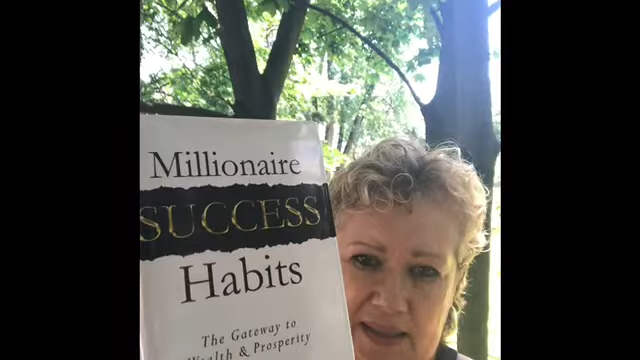 Millionaire
SUCCESS
Habits
The Gateway to
Wealth & Prosperity